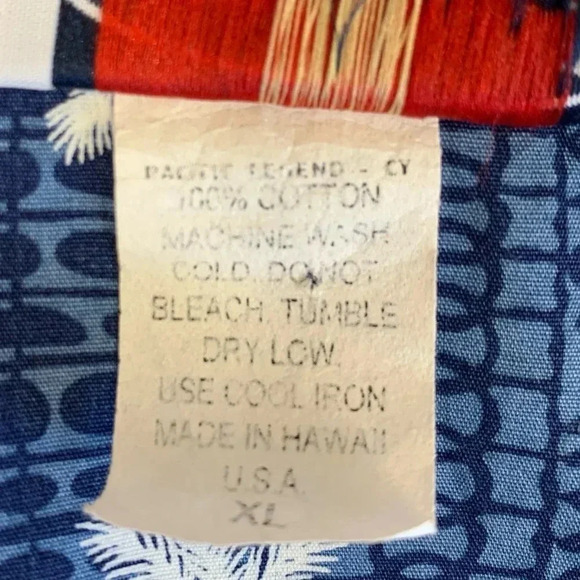 PACIFIC LEGEND - CY
100% COTTON
MACHINE WASH
COLD. DO NOT
BLEACH. TUMBLE
DRY LOW.
USE COOL IRON
MADE IN HAWAII
U.S.A.
XL